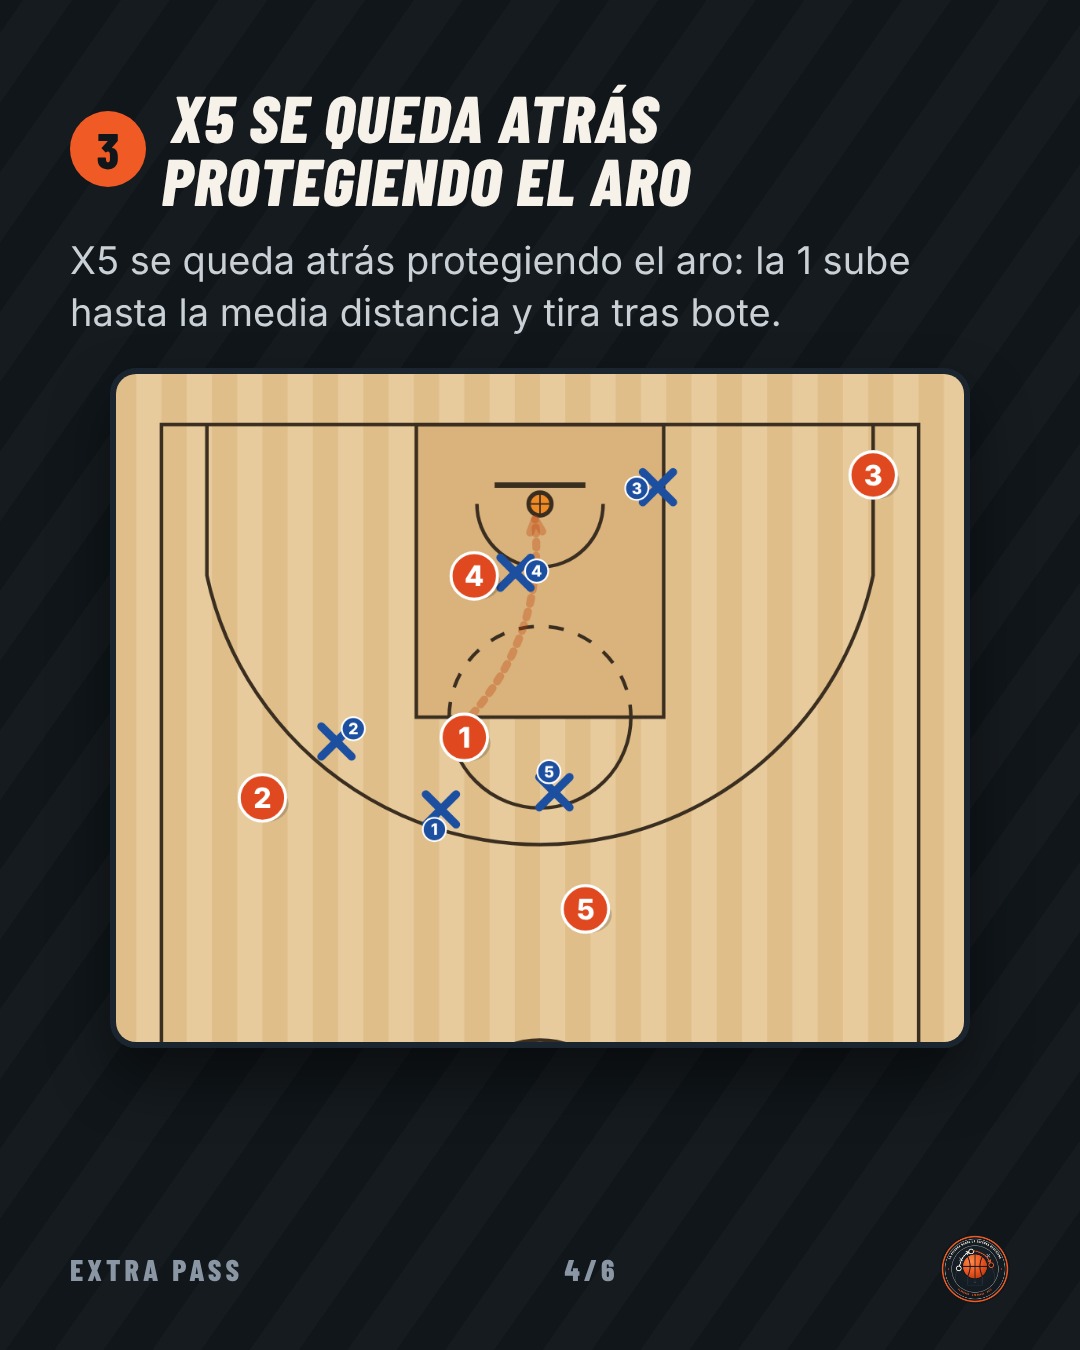 3
X5 SE QUEDA ATRÁS
PROTEGIENDO EL ARO
X5 se queda atrás protegiendo el aro: la 1 sube
hasta la media distancia y tira tras bote.
3
3
4
4
2
1
2
5
1
5
EXTRA PASS
4/6